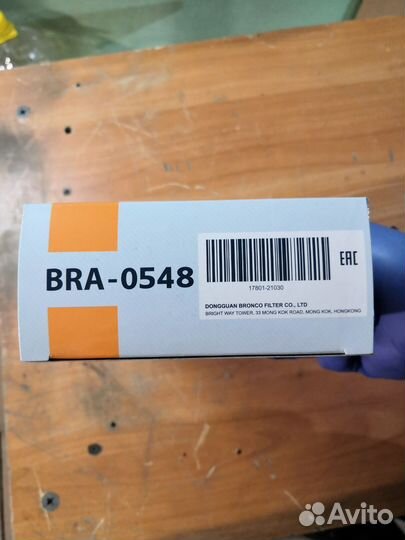 BRA-0548
17801-21030
EAC
DONGGUAN BRONCO FILTER CO., LTD
BRIGHT WAY TOWER, 33 MONG KOK ROAD, MONG KOK, HONGKONG
Avito